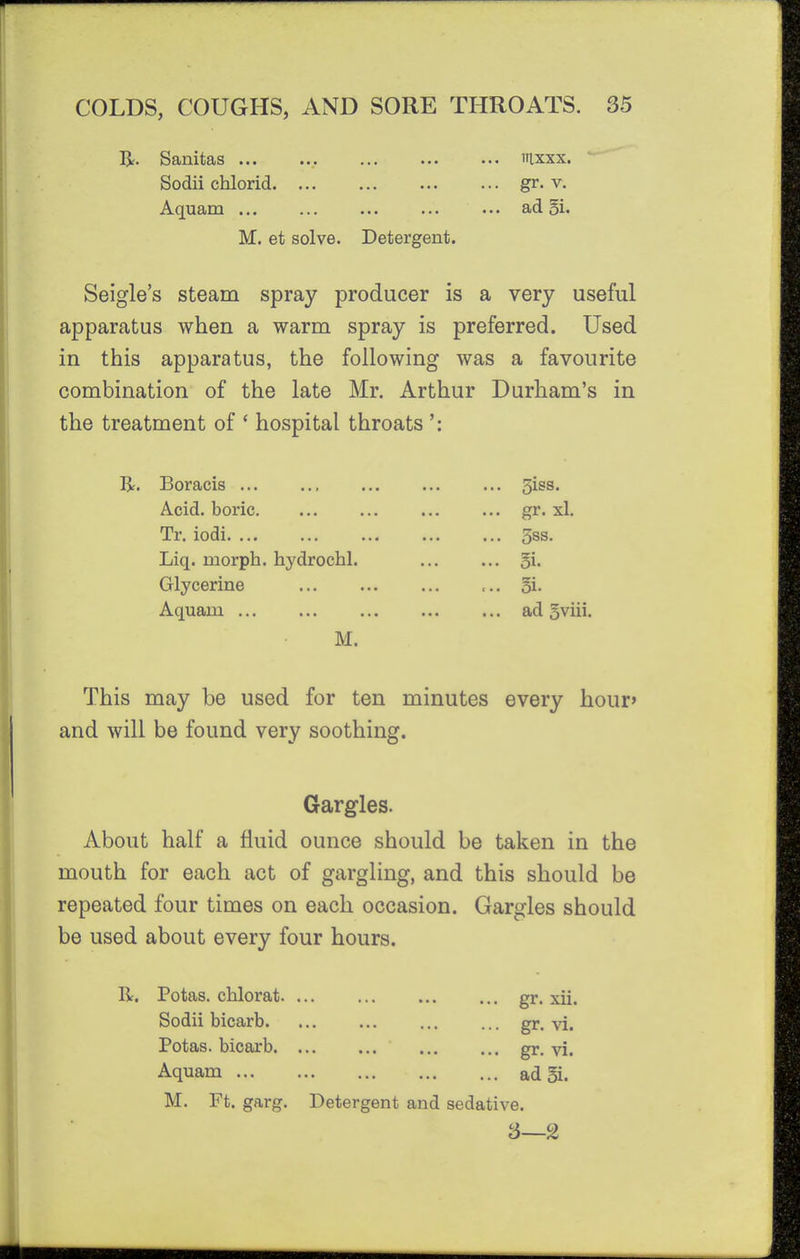 COLDS, COUGHS, AND SORE THROATS. 35
℞. Sanitas ... ... ... ... ... ♏xxx.
Sodii chlorid. ... ... ... ... gr. v.
Aquam ... ... ... ... ... ad ℥i.
M. et solve. Detergent.
Seigle's steam spray producer is a very useful
apparatus when a warm spray is preferred. Used
in this apparatus, the following was a favourite
combination of the late Mr. Arthur Durham's in
the treatment of ‘ hospital throats ’:
℞. Boracis ... ... ... ... ... ʒiss.
Acid. boric. ... ... ... ... gr. xl.
Tr. iodi. ... ... ... ... ... ʒss.
Liq. morph. hydrochl. ... ... ℥i.
Glycerine ... ... ... ... ℥i.
Aquam ... ... ... ... ... ad ℥viii.
M.
This may be used for ten minutes every hour,
and will be found very soothing.
Gargles.
About half a fluid ounce should be taken in the
mouth for each act of gargling, and this should be
repeated four times on each occasion. Gargles should
be used about every four hours.
℞. Potas. chlorat. ... ... ... ... gr. xii.
Sodii bicarb. ... ... ... ... gr. vi.
Potas. bicarb. ... ... ... ... gr. vi.
Aquam ... ... ... ... ... ad ℥i.
M. Ft. garg. Detergent and sedative.
3—2